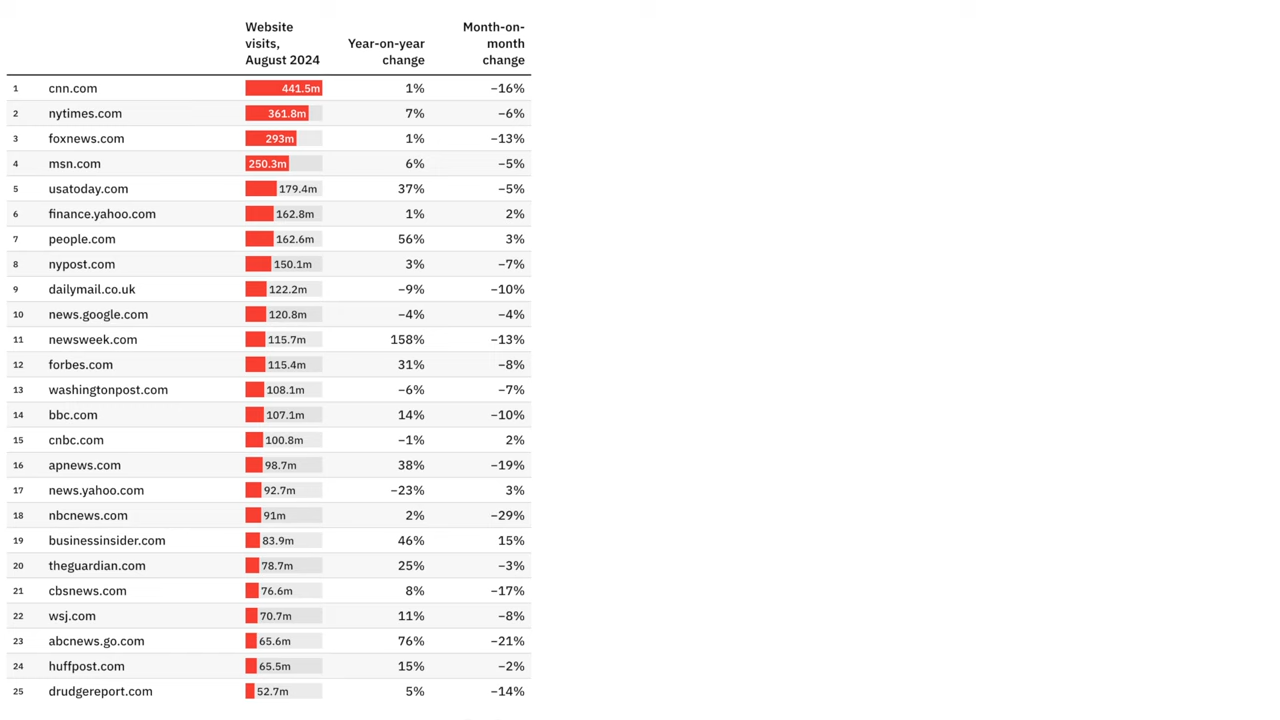 Website visits, August 2024 Year-on-year change Month-on-month change
1 cnn.com 441.5m 1% −16%
2 nytimes.com 361.8m 7% −6%
3 foxnews.com 293m 1% −13%
4 msn.com 250.3m 6% −5%
5 usatoday.com 179.4m 37% −5%
6 finance.yahoo.com 162.8m 1% 2%
7 people.com 162.6m 56% 3%
8 nypost.com 150.1m 3% −7%
9 dailymail.co.uk 122.2m −9% −10%
10 news.google.com 120.8m −4% −4%
11 newsweek.com 115.7m 158% −13%
12 forbes.com 115.4m 31% −8%
13 washingtonpost.com 108.1m −6% −7%
14 bbc.com 107.1m 14% −10%
15 cnbc.com 100.8m −1% 2%
16 apnews.com 98.7m 38% −19%
17 news.yahoo.com 92.7m −23% 3%
18 nbcnews.com 91m 2% −29%
19 businessinsider.com 83.9m 46% 15%
20 theguardian.com 78.7m 25% −3%
21 cbsnews.com 76.6m 8% −17%
22 wsj.com 70.7m 11% −8%
23 abcnews.go.com 65.6m 76% −21%
24 huffpost.com 65.5m 15% −2%
25 drudgereport.com 52.7m 5% −14%